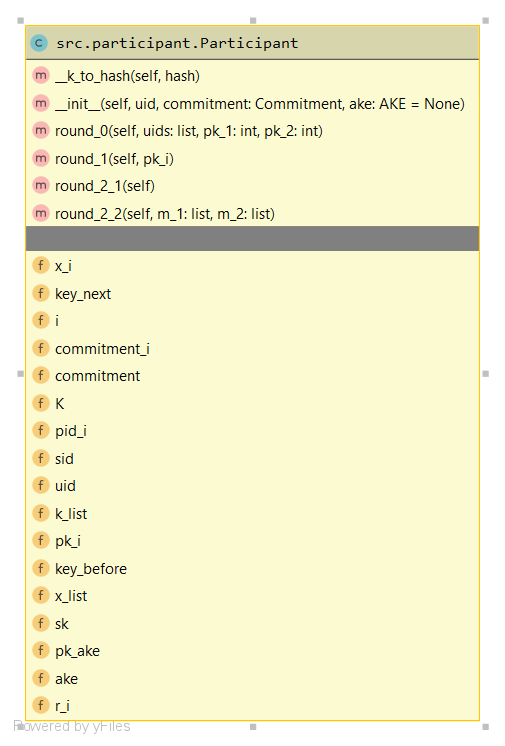 C src.participant.Participant
m __k_to_hash(self, hash)
m __init__(self, uid, commitment: Commitment, ake: AKE = None)
m round_0(self, uids: list, pk_1: int, pk_2: int)
m round_1(self, pk_i)
m round_2_1(self)
m round_2_2(self, m_1: list, m_2: list)
f x_i
f key_next
f i
f commitment_i
f commitment
f K
f pid_i
f sid
f uid
f k_list
f pk_i
f key_before
f x_list
f sk
f pk_ake
f ake
f r_i
Powered by yFiles